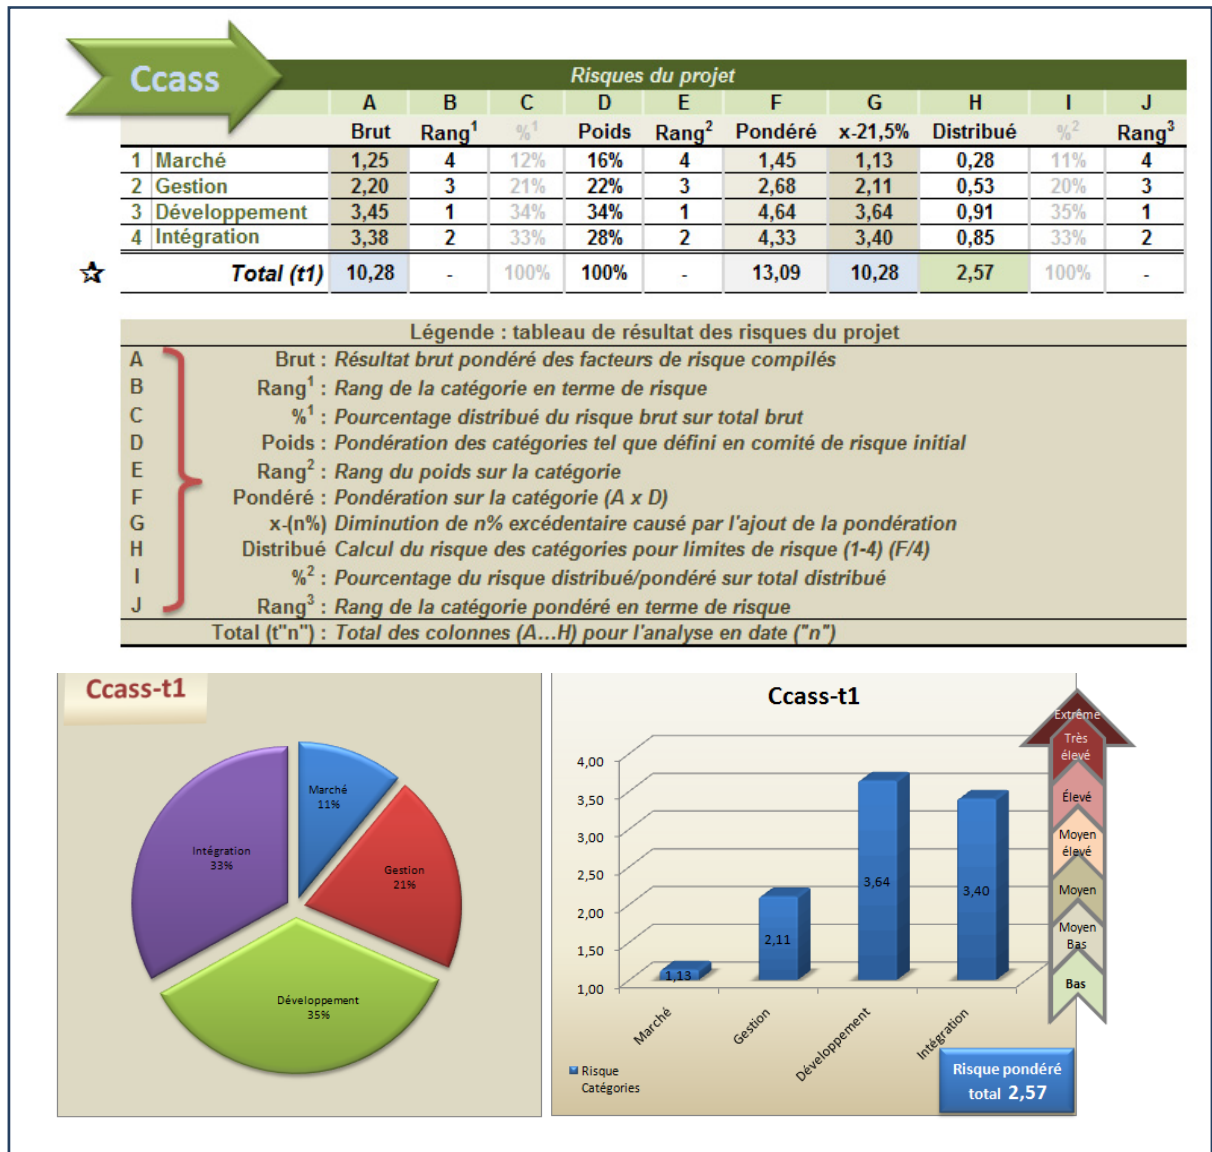 Ccass
Risques du projet
A B C D E F G H I J
Brut Rang¹ %¹ Poids Rang² Pondéré x-21,5% Distribué %² Rang³
1 Marché 1,25 4 12% 16% 4 1,45 1,13 0,28 11% 4
2 Gestion 2,20 3 21% 22% 3 2,68 2,11 0,53 20% 3
3 Développement 3,45 1 34% 34% 1 4,64 3,64 0,91 35% 1
4 Intégration 3,38 2 33% 28% 2 4,33 3,40 0,85 33% 2
Total (t1) 10,28 - 100% 100% - 13,09 10,28 2,57 100% -
Légende : tableau de résultat des risques du projet
A Brut : Résultat brut pondéré des facteurs de risque compilés
B Rang¹ : Rang de la catégorie en terme de risque
C %¹ : Pourcentage distribué du risque brut sur total brut
D Poids : Pondération des catégories tel que défini en comité de risque initial
E Rang² : Rang du poids sur la catégorie
F Pondéré : Pondération sur la catégorie (A x D)
G x-(n%) Diminution de n% excédentaire causé par l'ajout de la pondération
H Distribué Calcul du risque des catégories pour limites de risque (1-4) (F/4)
I %² : Pourcentage du risque distribué/pondéré sur total distribué
J Rang³ : Rang de la catégorie pondéré en terme de risque
Total (t"n") : Total des colonnes (A...H) pour l'analyse en date ("n")
Ccass-t1
Marché
11%
Gestion
21%
Développement
35%
Intégration
33%
Ccass-t1
4,00
3,50
3,00
2,50
2,00
1,50
1,00
1,13
2,11
3,64
3,40
Marché
Gestion
Développement
Intégration
Risque
Catégories
Extrême
Très
élevé
Élevé
Moyen
élevé
Moyen
Moyen
Bas
Bas
Risque pondéré
total 2,57